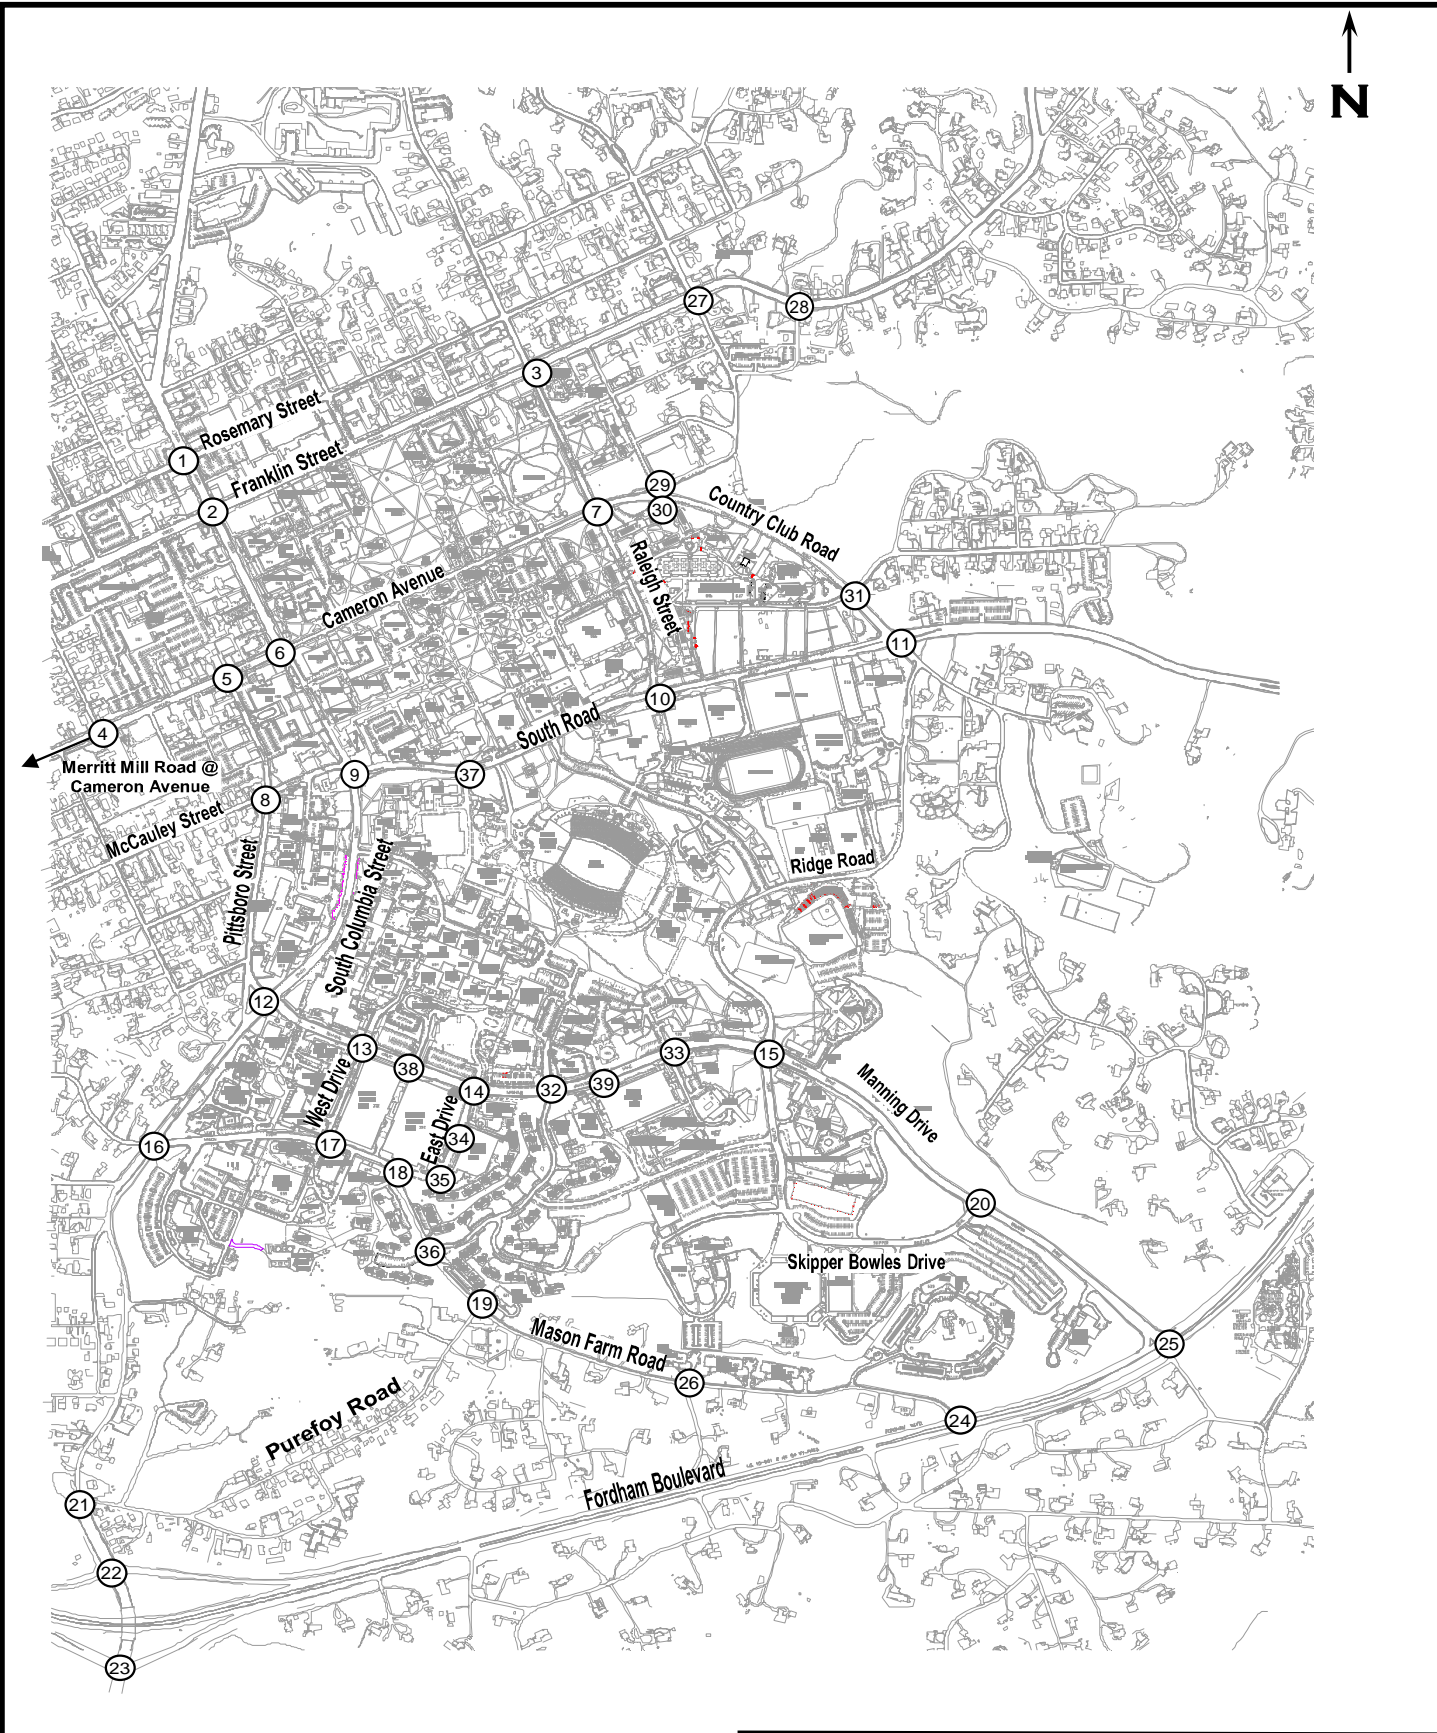 N
27
28
3
Rosemary Street
1
Franklin Street
29
2
7
30
Country Club Road
Cameron Avenue
Raleigh Street
31
11
6
5
10
4
South Road
Merritt Mill Road @
Cameron Avenue
9
37
8
McCauley Street
Ridge Road
Pittsboro Street
South Columbia Street
12
13
33
15
38
39
14
32
West Drive
East Drive
Manning Drive
34
16
17
18
35
20
36
Skipper Bowles Drive
19
Mason Farm Road
25
26
Purefoy Road
24
Fordham Boulevard
21
22
23